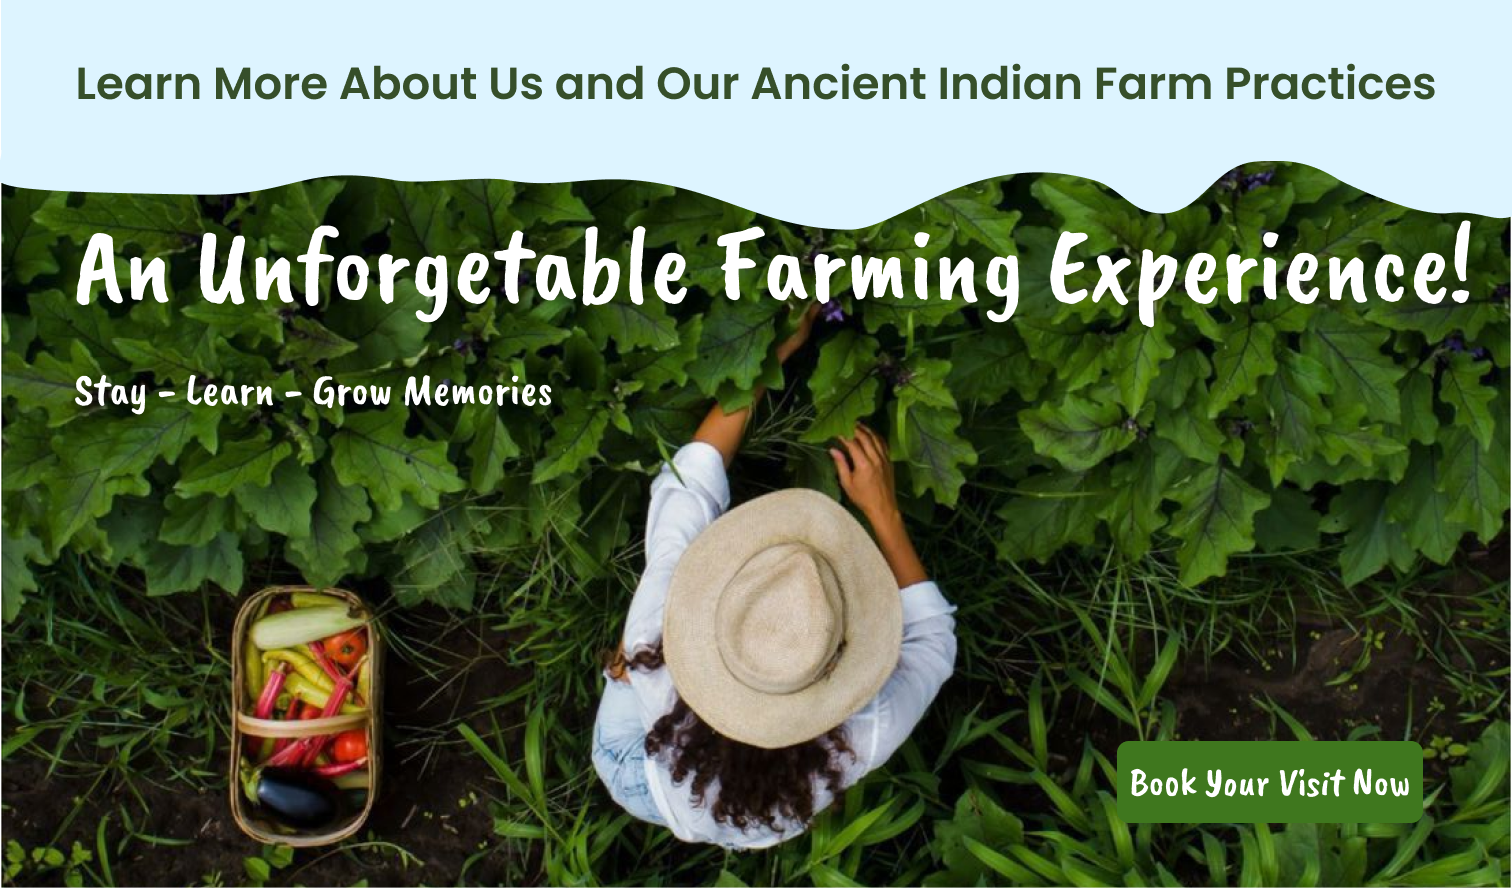 Learn More About Us and Our Ancient Indian Farm Practices
An Unforgetable Farming Experience!
Stay - Learn - Grow Memories
Book Your Visit Now